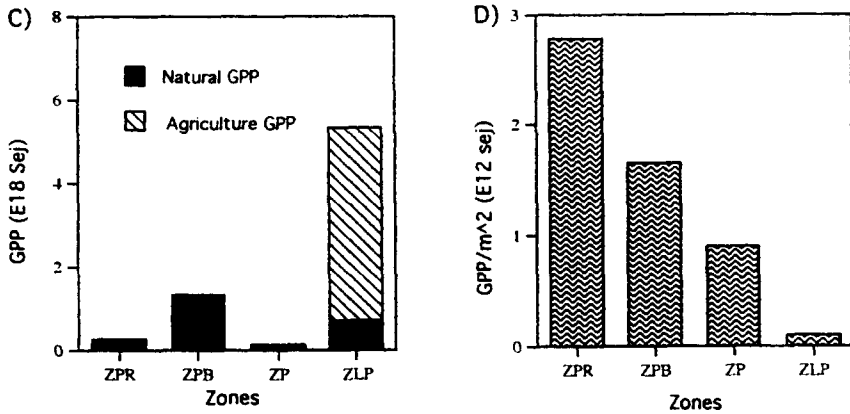 C)
8
6
4
2
0
GPP (E18 Sej)
Natural GPP
Agriculture GPP
ZPR ZPB ZP ZLP
Zones
D)
3
2
1
0
GPP/m^2 (E12 sej)
ZPR ZPB ZP ZLP
Zones